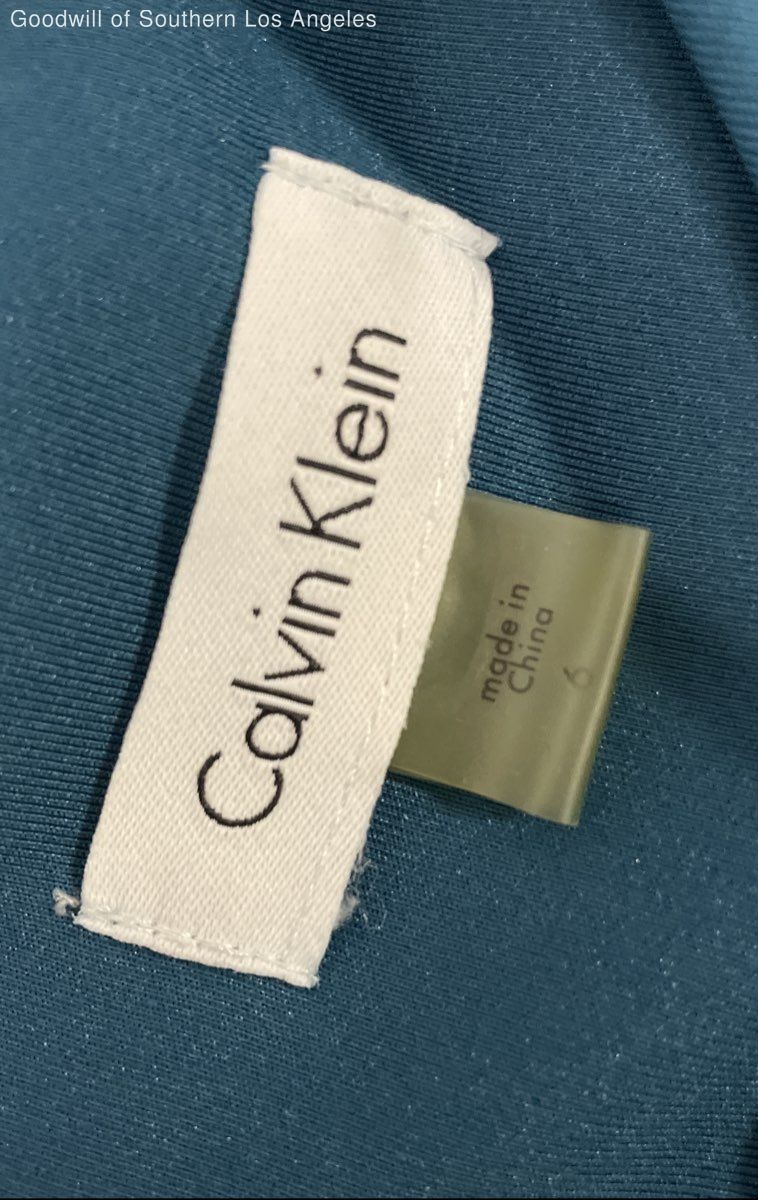 Goodwill of Southern Los Angeles
Calvin Klein
made in
China
6